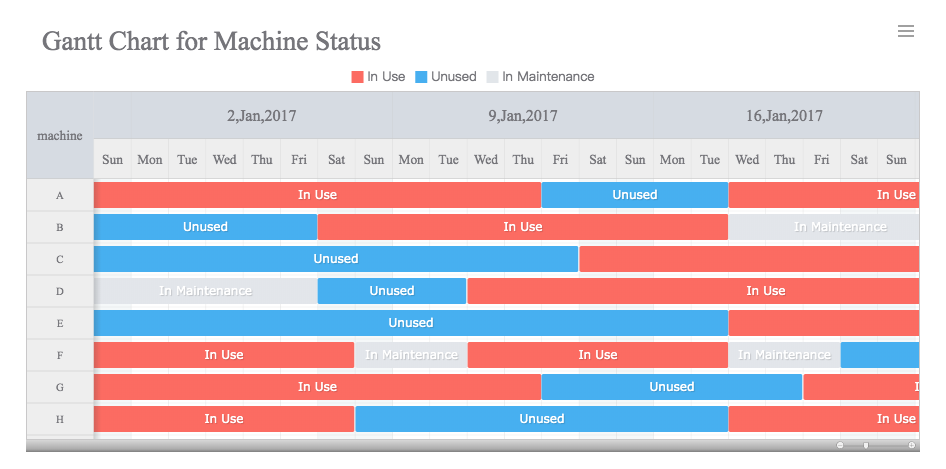 Gantt Chart for Machine Status
In Use Unused In Maintenance
machine 2,Jan,2017 9,Jan,2017 16,Jan,2017
Sun Mon Tue Wed Thu Fri Sat Sun Mon Tue Wed Thu Fri Sat Sun Mon Tue Wed Thu Fri Sat Sun
A In Use Unused In Use
B Unused In Use In Maintenance
C Unused
D In Maintenance Unused In Use
E Unused
F In Use In Maintenance In Use In Maintenance
G In Use Unused I
H In Use Unused In Use